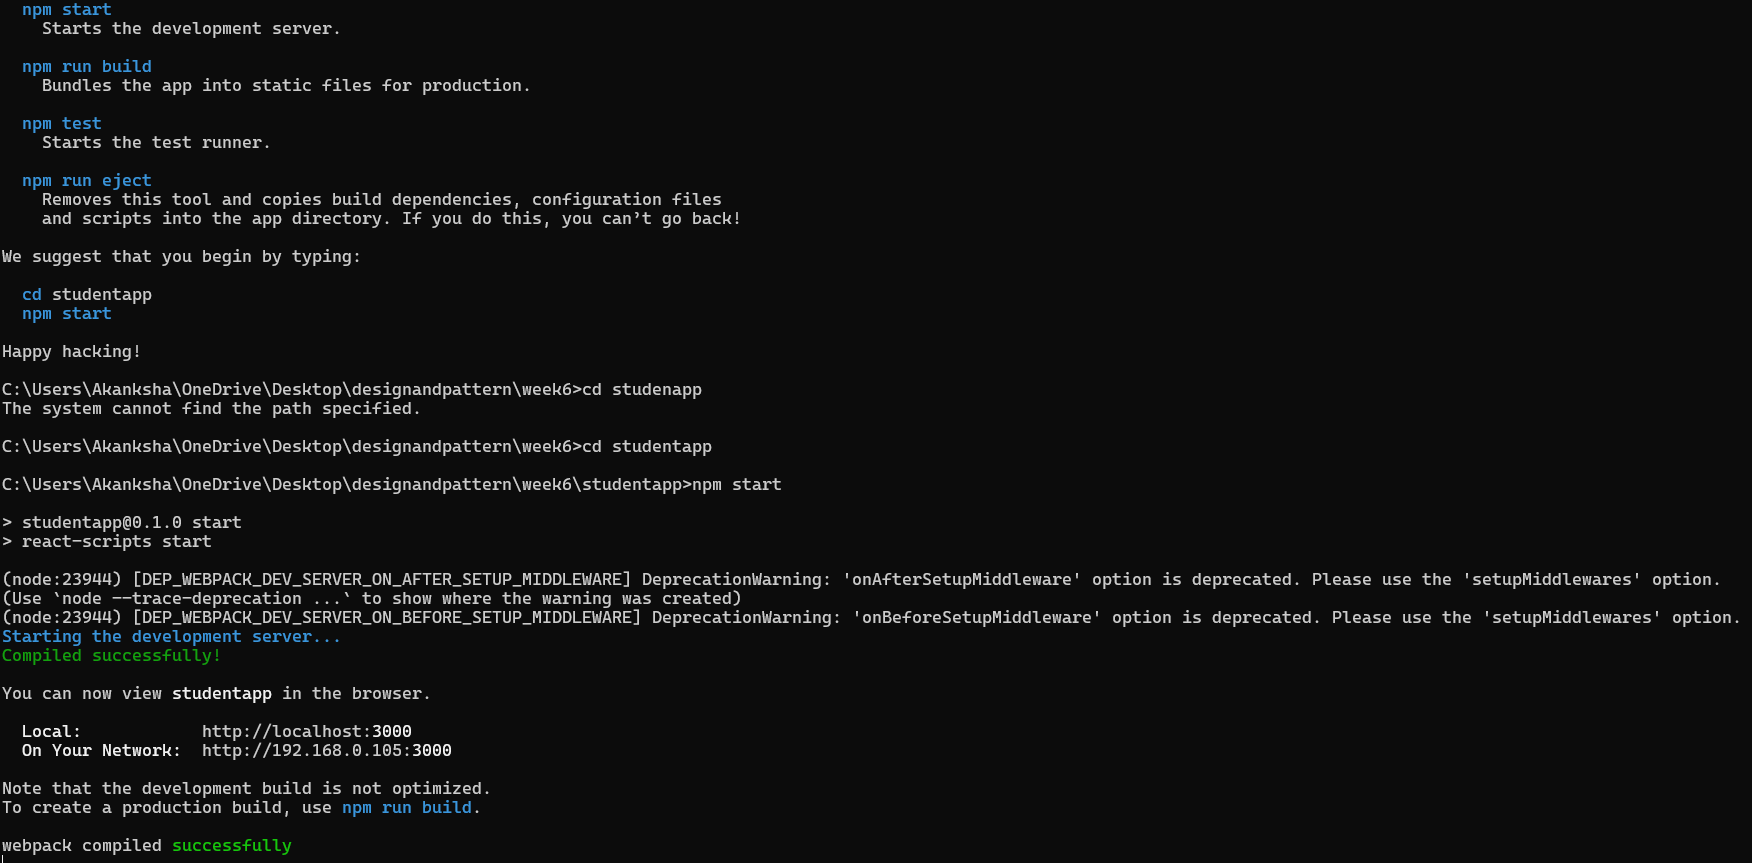 npm start
Starts the development server.
npm run build
Bundles the app into static files for production.
npm test
Starts the test runner.
npm run eject
Removes this tool and copies build dependencies, configuration files
and scripts into the app directory. If you do this, you can’t go back!
We suggest that you begin by typing:
cd studentapp
npm start
Happy hacking!
C:\Users\Akanksha\OneDrive\Desktop\designandpattern\week6>cd studenapp
The system cannot find the path specified.
C:\Users\Akanksha\OneDrive\Desktop\designandpattern\week6>cd studentapp
C:\Users\Akanksha\OneDrive\Desktop\designandpattern\week6\studentapp>npm start
> studentapp@0.1.0 start
> react-scripts start
(node:23944) [DEP_WEBPACK_DEV_SERVER_ON_AFTER_SETUP_MIDDLEWARE] DeprecationWarning: 'onAfterSetupMiddleware' option is deprecated. Please use the 'setupMiddlewares' option.
(Use `node --trace-deprecation ...` to show where the warning was created)
(node:23944) [DEP_WEBPACK_DEV_SERVER_ON_BEFORE_SETUP_MIDDLEWARE] DeprecationWarning: 'onBeforeSetupMiddleware' option is deprecated. Please use the 'setupMiddlewares' option.
Starting the development server...
Compiled successfully!
You can now view studentapp in the browser.
Local: http://localhost:3000
On Your Network: http://192.168.0.105:3000
Note that the development build is not optimized.
To create a production build, use npm run build.
webpack compiled successfully